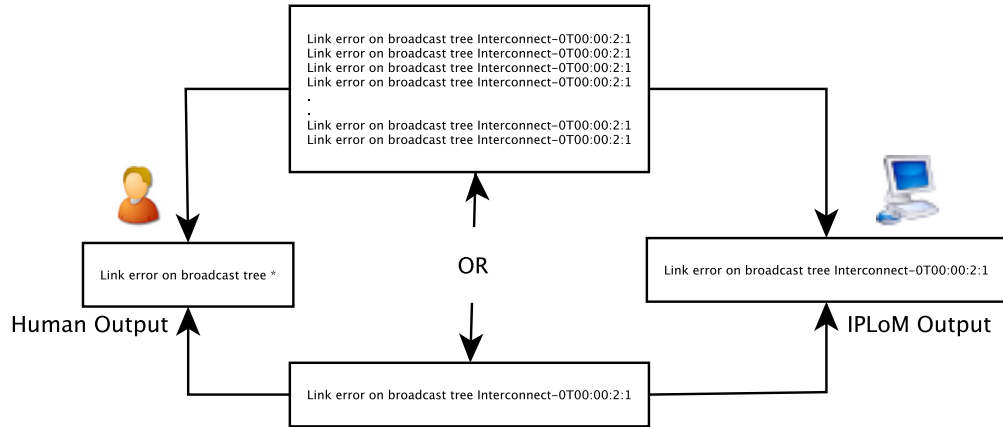 Link error on broadcast tree Interconnect-0T00:00:2:1
Link error on broadcast tree Interconnect-0T00:00:2:1
Link error on broadcast tree Interconnect-0T00:00:2:1
Link error on broadcast tree Interconnect-0T00:00:2:1
.
.
Link error on broadcast tree Interconnect-0T00:00:2:1
Link error on broadcast tree Interconnect-0T00:00:2:1
Link error on broadcast tree *
Human Output
OR
Link error on broadcast tree Interconnect-0T00:00:2:1
IPLoM Output
Link error on broadcast tree Interconnect-0T00:00:2:1